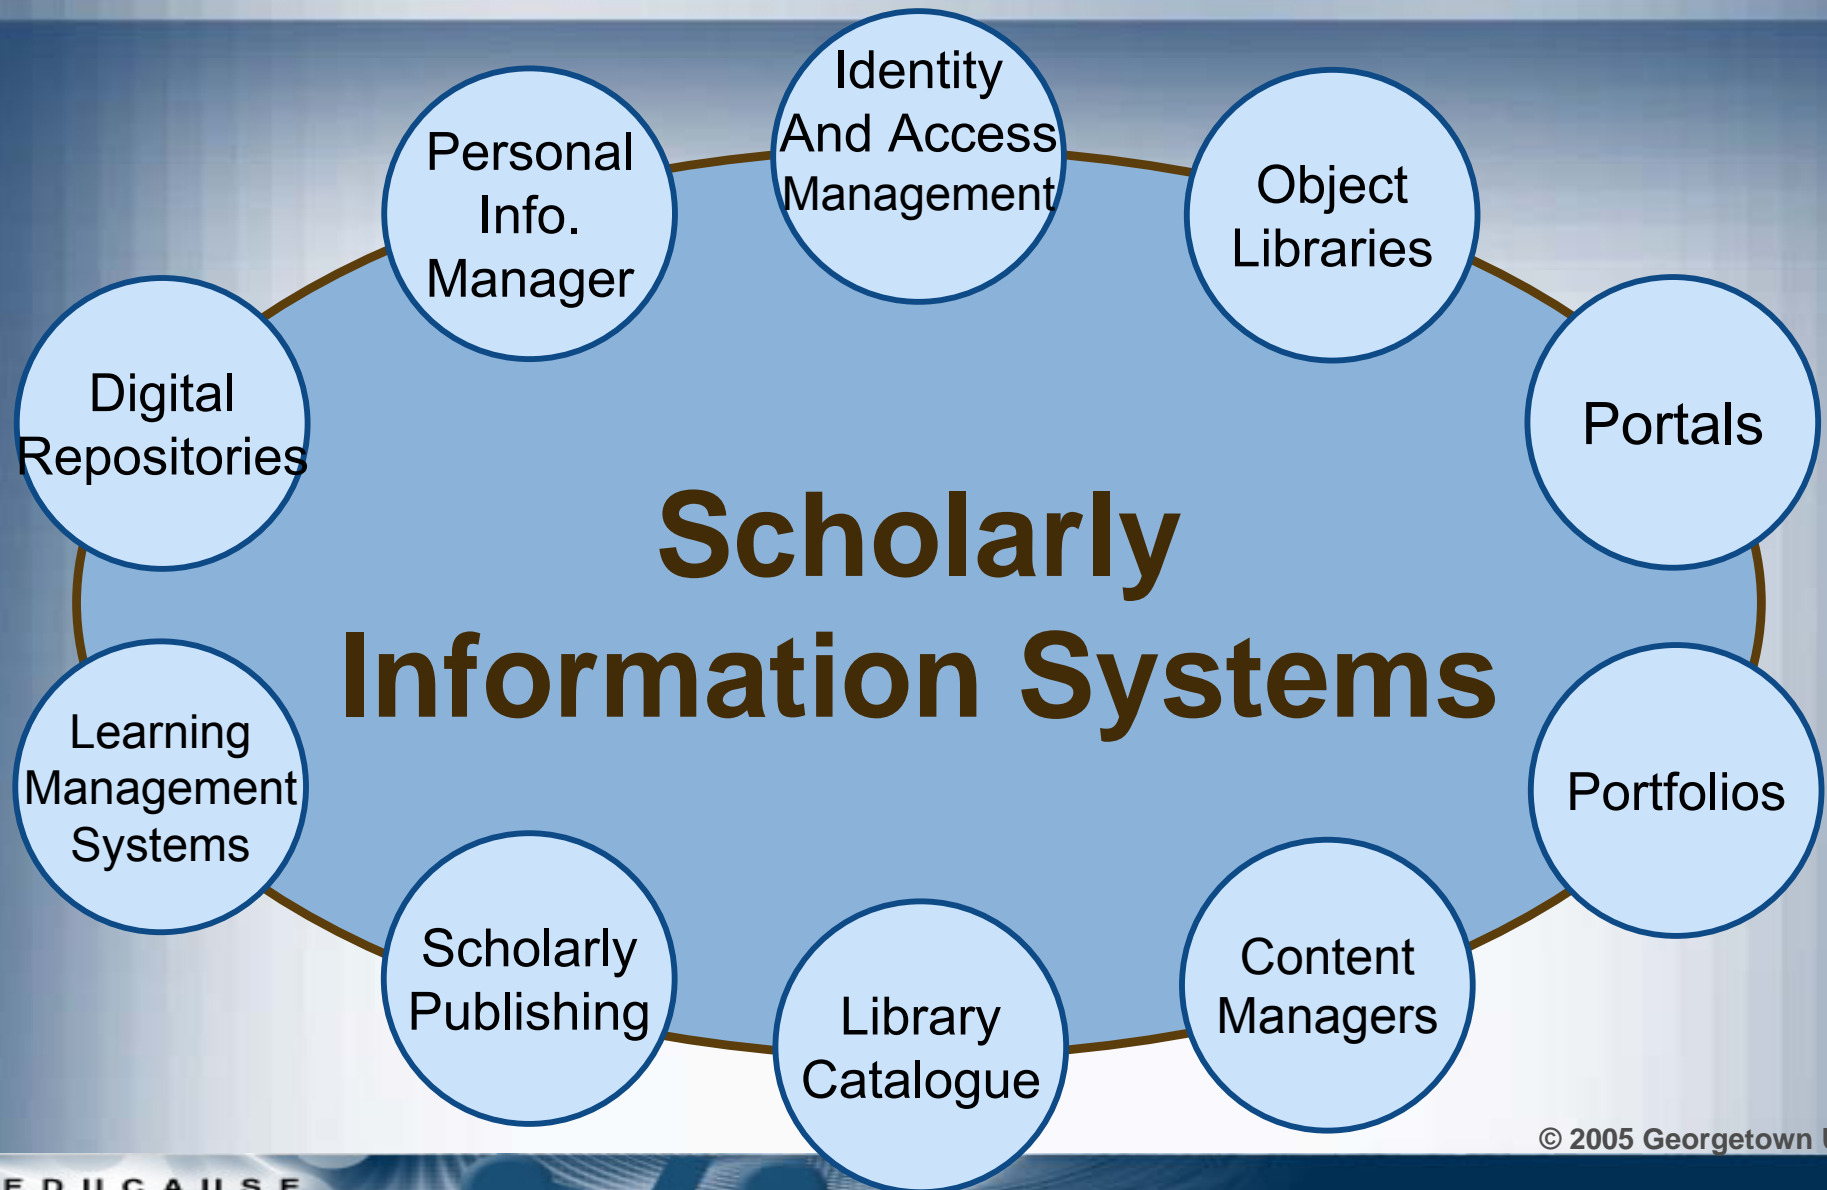 Identity
And Access
Management
Personal
Info.
Manager
Object
Libraries
Digital
Repositories
Portals
Scholarly
Information Systems
Learning
Management
Systems
Portfolios
Scholarly
Publishing
Library
Catalogue
Content
Managers
© 2005 Georgetown U
EDUCAUSE